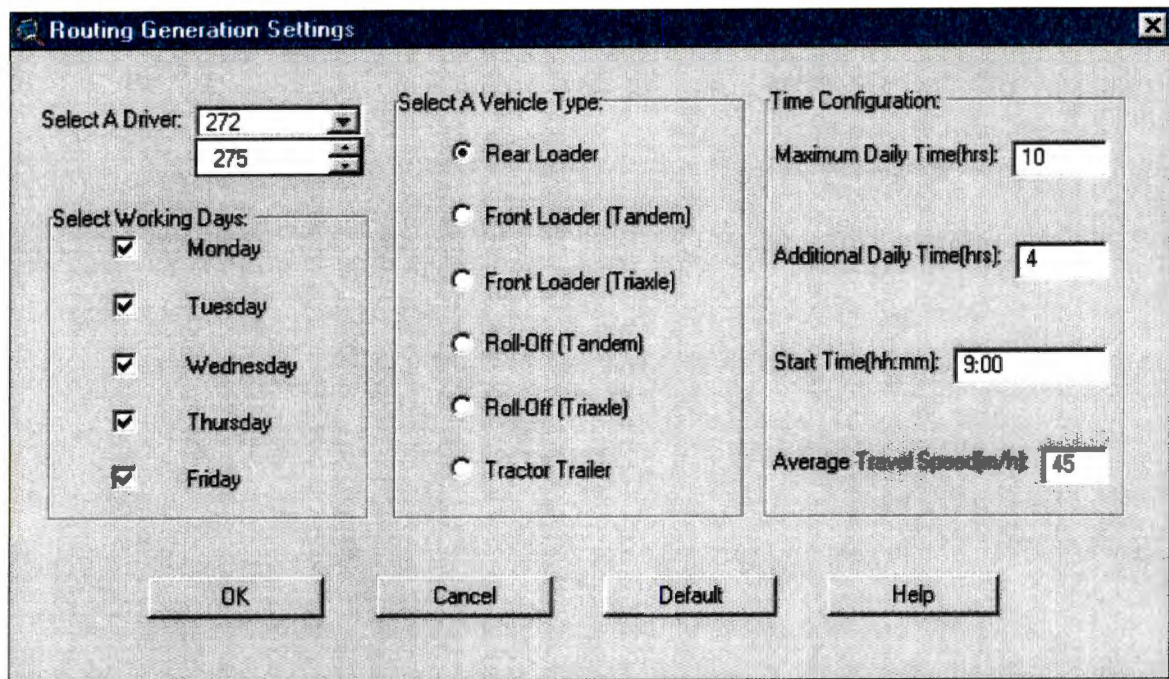 Routing Generation Settings
Select A Driver: 272
275
Select Working Days:
Monday
Tuesday
Wednesday
Thursday
Friday
Select A Vehicle Type:
Rear Loader
Front Loader (Tandem)
Front Loader (Triaxle)
Roll-Off (Tandem)
Roll-Off (Triaxle)
Tractor Trailer
Time Configuration:
Maximum Daily Time(hrs): 10
Additional Daily Time(hrs): 4
Start Time(hh:mm): 9:00
Average Travel Speed(m/h): 45
OK
Cancel
Default
Help